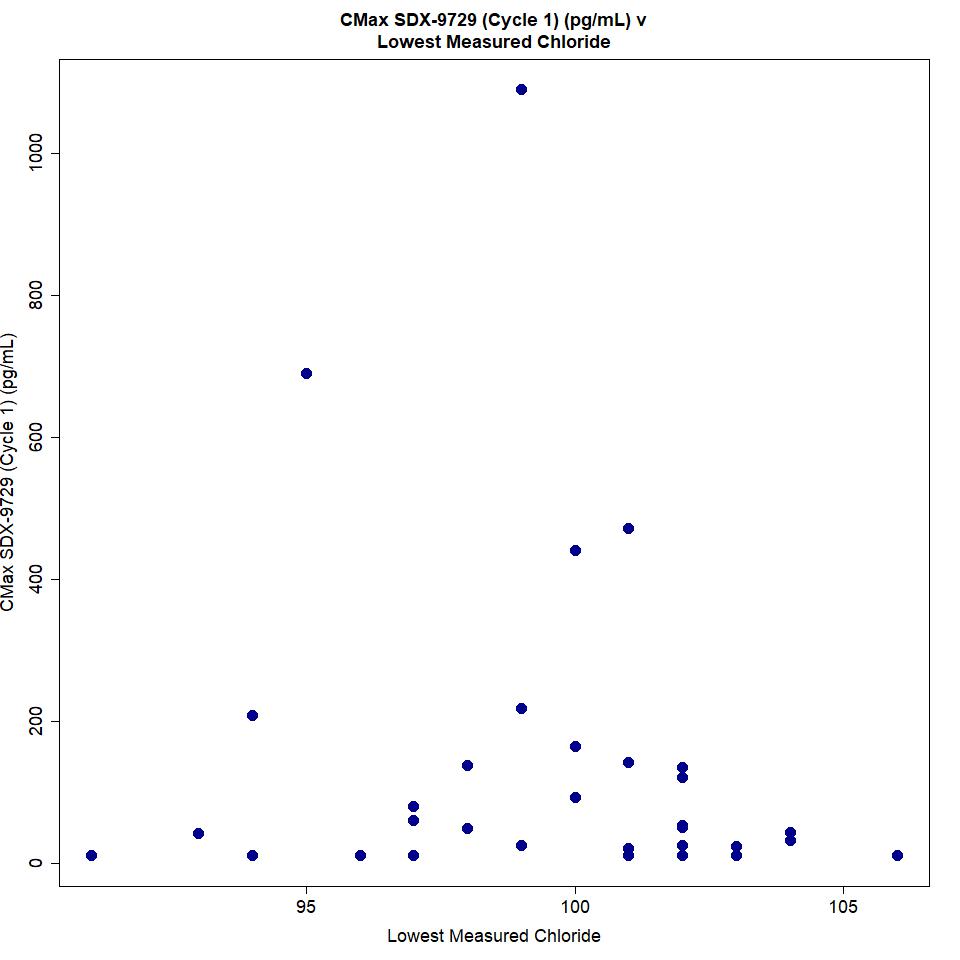 CMax SDX-9729 (Cycle 1) (pg/mL) v
Lowest Measured Chloride
CMax SDX-9729 (Cycle 1) (pg/mL)
1000
800
600
400
200
0
95
100
105
Lowest Measured Chloride